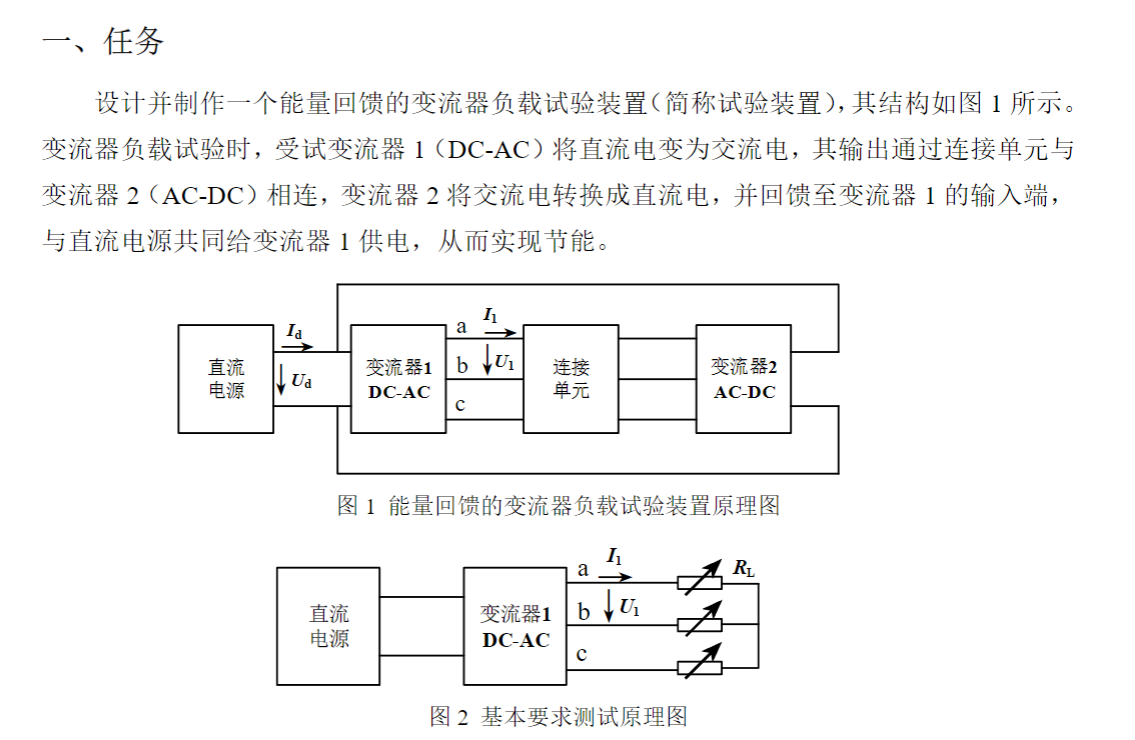 一、任务
设计并制作一个能量回馈的变流器负载试验装置（简称试验装置），其结构如图 1 所示。
变流器负载试验时，受试变流器 1（DC-AC）将直流电变为交流电，其输出通过连接单元与
变流器 2（AC-DC）相连，变流器 2 将交流电转换成直流电，并回馈至变流器 1 的输入端，
与直流电源共同给变流器 1 供电，从而实现节能。
直流
电源
Id
Ud
变流器1
DC-AC
a
b
c
I1
U1
连接
单元
变流器2
AC-DC
图 1 能量回馈的变流器负载试验装置原理图
直流
电源
变流器1
DC-AC
a
b
c
I1
U1
RL
图 2 基本要求测试原理图